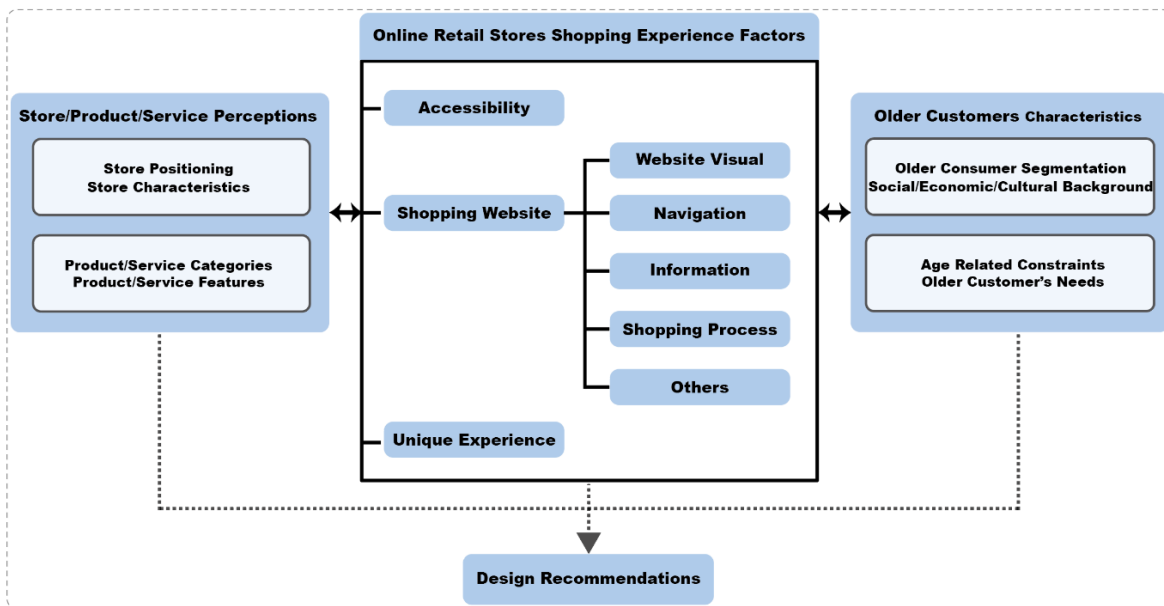 Online Retail Stores Shopping Experience Factors
Store/Product/Service Perceptions
Store Positioning
Store Characteristics
Product/Service Categories
Product/Service Features
Accessibility
Shopping Website
Unique Experience
Website Visual
Navigation
Information
Shopping Process
Others
Older Customers Characteristics
Older Consumer Segmentation
Social/Economic/Cultural Background
Age Related Constraints
Older Customer's Needs
Design Recommendations